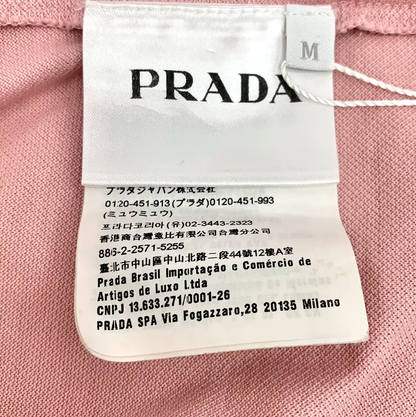 M
PRADA
プラダジャパン株式会社
0120-451-913(プラダ)0120-451-993
(ミュウミュウ)
프라다코리아(유)02-3443-2323
香港商台灣意比有限公司台灣分公司
886-2-2571-5255
臺北市中山區中山北路二段44號12樓A室
Prada Brasil Importação e Comércio de
Artigos de Luxo Ltda
CNPJ 13.633.271/0001-26
PRADA SPA Via Fogazzaro,28 20135 Milano